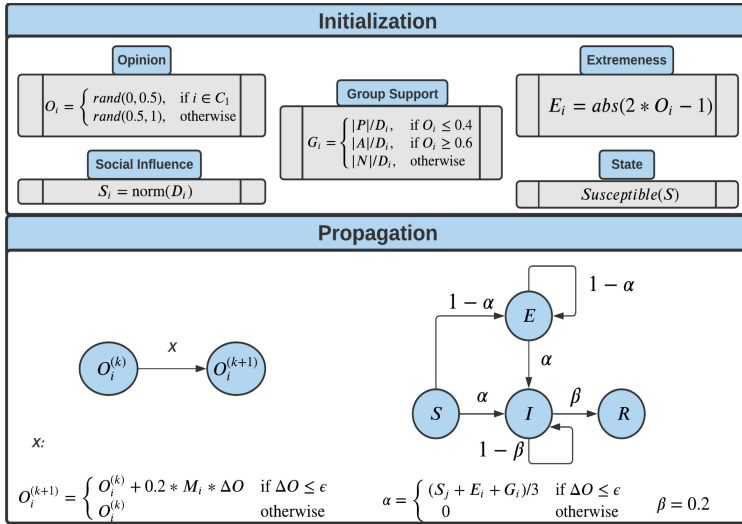 Initialization
Opinion
O_i = { rand(0, 0.5), if i ∈ C_1
rand(0.5, 1), otherwise
Social Influence
S_i = norm(D_i)
Group Support
G_i = { |P|/D_i, if O_i ≤ 0.4
|A|/D_i, if O_i ≥ 0.6
|N|/D_i, otherwise
Extremeness
E_i = abs(2 * O_i − 1)
State
Susceptible(S)
Propagation
O_i^(k) X O_i^(k+1)
X:
O_i^(k+1) = { O_i^(k) + 0.2 * M_i * ΔO if ΔO ≤ ϵ
O_i^(k) otherwise
1 − α
E
1 − α
α
S
α
I
β
R
1 − β
α = { (S_j + E_i + G_i)/3 if ΔO ≤ ϵ
0 otherwise
β = 0.2